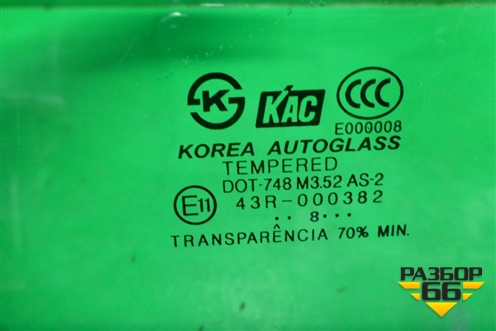 K KAC CCC
E000008
KOREA AUTOGLASS
TEMPERED
DOT-748 M3.52 AS-2
E11 43R-000382
.. 8...
TRANSPARÊNCIA 70% MIN.
РАЗБОР
66